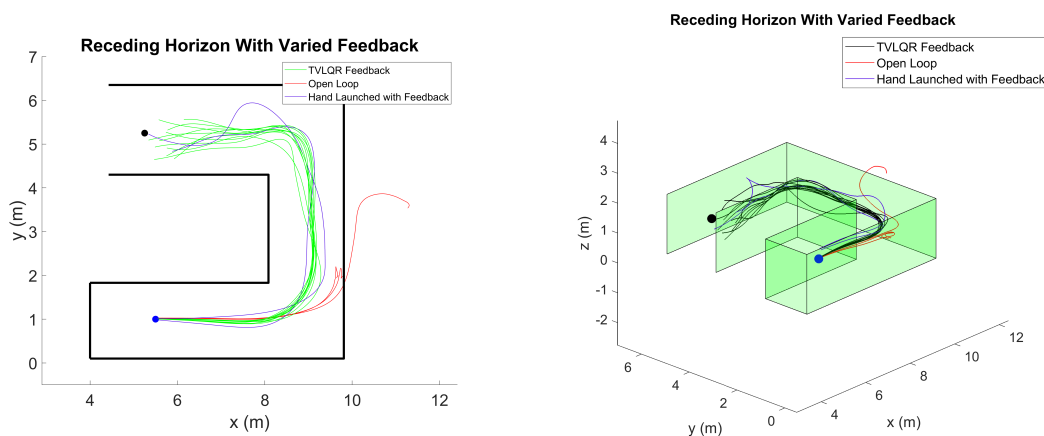 Receding Horizon With Varied Feedback
TVLQR Feedback
Open Loop
Hand Launched with Feedback
7
6
5
4
3
2
1
0
y (m)
4
6
8
10
12
x (m)
Receding Horizon With Varied Feedback
TVLQR Feedback
Open Loop
Hand Launched with Feedback
4
3
2
1
0
-1
-2
z (m)
6
4
2
0
y (m)
4
6
8
10
12
x (m)